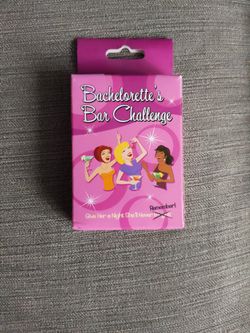 Bachelorette's
Bar Challenge
Remember!
Give Her a Night She'll Never